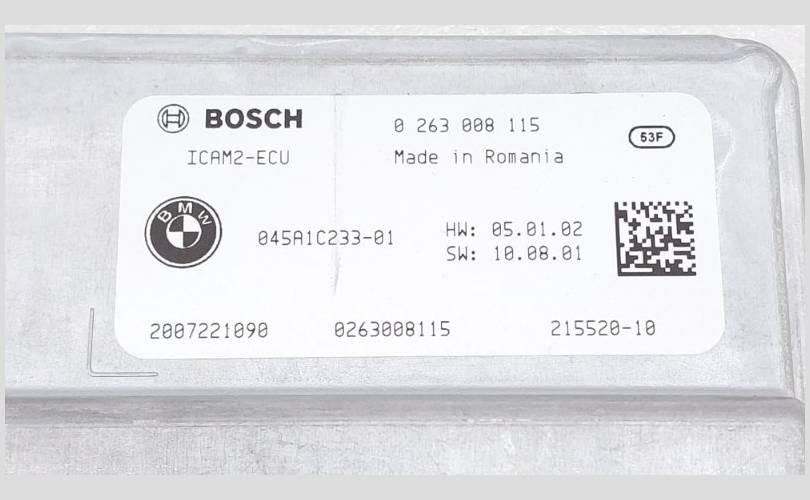 BOSCH 0 263 008 115
53F
ICAM2-ECU Made in Romania
BMW
045A1C233-01 HW: 05.01.02
SW: 10.08.01
2007221090 0263008115 215520-10